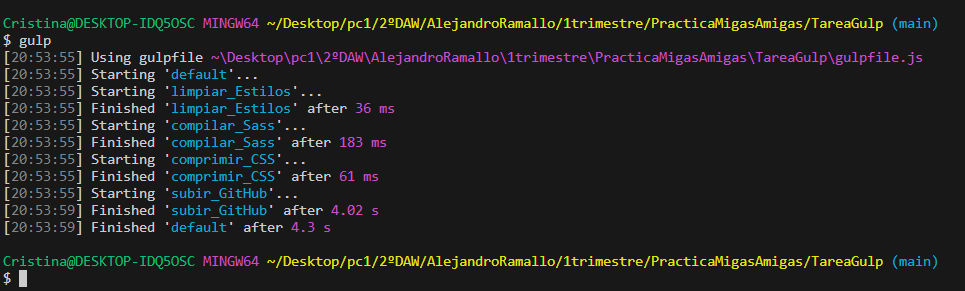 Cristina@DESKTOP-IDQ5OSC MINGW64 ~/Desktop/pc1/2ºDAW/AlejandroRamallo/1trimestre/PracticaMigasAmigas/TareaGulp (main)
$ gulp
[20:53:55] Using gulpfile ~\Desktop\pc1\2ºDAW\AlejandroRamallo\1trimestre\PracticaMigasAmigas\TareaGulp\gulpfile.js
[20:53:55] Starting 'default'...
[20:53:55] Starting 'limpiar_Estilos'...
[20:53:55] Finished 'limpiar_Estilos' after 36 ms
[20:53:55] Starting 'compilar_Sass'...
[20:53:55] Finished 'compilar_Sass' after 183 ms
[20:53:55] Starting 'comprimir_CSS'...
[20:53:55] Finished 'comprimir_CSS' after 61 ms
[20:53:55] Starting 'subir_GitHub'...
[20:53:59] Finished 'subir_GitHub' after 4.02 s
[20:53:59] Finished 'default' after 4.3 s
Cristina@DESKTOP-IDQ5OSC MINGW64 ~/Desktop/pc1/2ºDAW/AlejandroRamallo/1trimestre/PracticaMigasAmigas/TareaGulp (main)
$